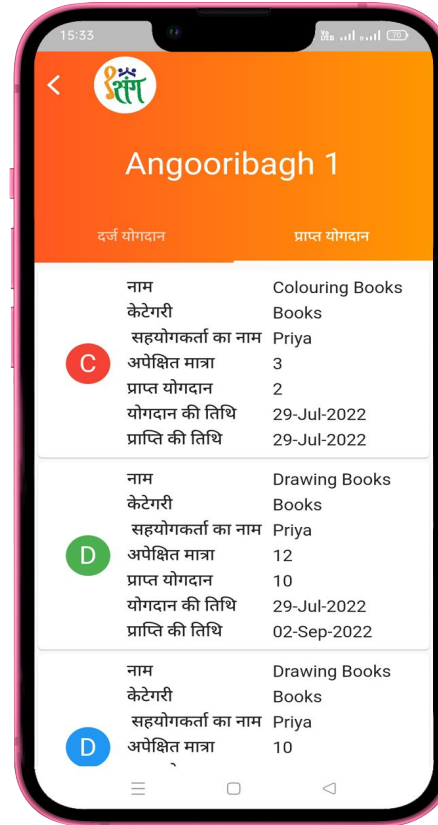 15:33
70
संग
Angooribagh 1
दर्ज योगदान प्राप्त योगदान
नाम Colouring Books
केटेगरी Books
सहयोगकर्ता का नाम Priya
C अपेक्षित मात्रा 3
प्राप्त योगदान 2
योगदान की तिथि 29-Jul-2022
प्राप्ति की तिथि 29-Jul-2022
नाम Drawing Books
केटेगरी Books
सहयोगकर्ता का नाम Priya
D अपेक्षित मात्रा 12
प्राप्त योगदान 10
योगदान की तिथि 29-Jul-2022
प्राप्ति की तिथि 02-Sep-2022
नाम Drawing Books
केटेगरी Books
सहयोगकर्ता का नाम Priya
D अपेक्षित मात्रा 10